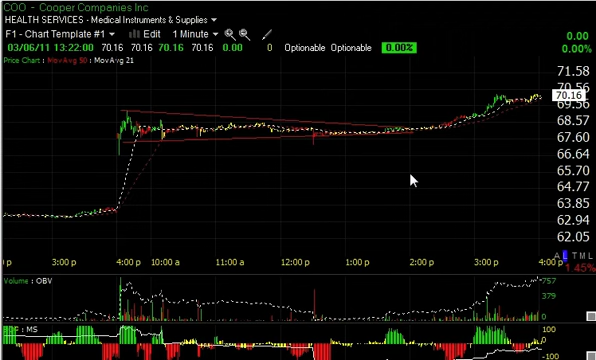 COO - Cooper Companies Inc
HEALTH SERVICES - Medical Instruments & Supplies
F1 - Chart Template #1 Edit 1 Minute
0.00
03/06/11 13:22:00 70.16 70.16 70.16 70.16 0.00 0 Optionable Optionable 0.00%
0.00%
Price Chart : MovAvg 50 : MovAvg 21
71.58
70.56
70.16
69.56
68.57
67.60
66.64
65.70
64.77
63.85
62.94
62.05
p 3:00 p 4:00 p 10:00 a 11:00 a 12:00 p 1:00 p 2:00 p 3:00 p 4:00 p
A L T M L
1.45%
Volume : OBV
757
379
0
: MS
100
0
-100